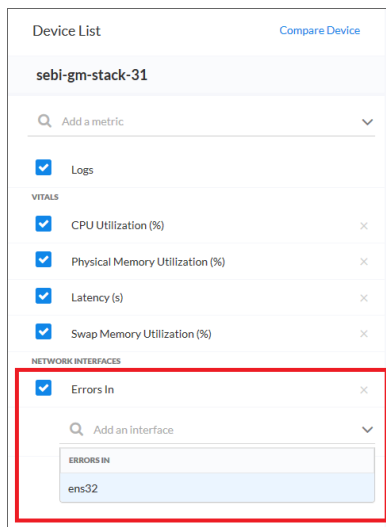 Device List Compare Device
sebi-gm-stack-31
Add a metric
Logs
VITALS
CPU Utilization (%)
Physical Memory Utilization (%)
Latency (s)
Swap Memory Utilization (%)
NETWORK INTERFACES
Errors In
Add an interface
ERRORS IN
ens32